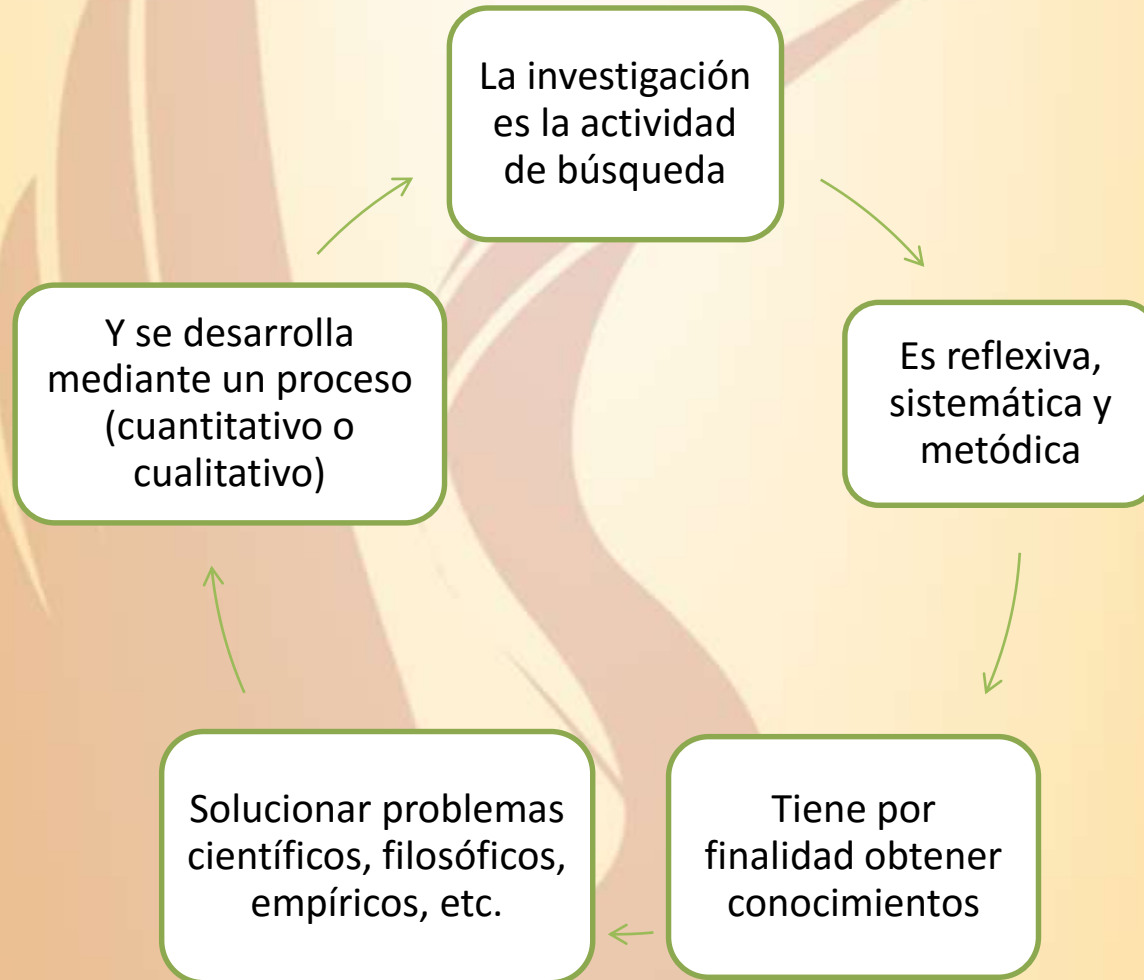 La investigación
es la actividad
de búsqueda
Es reflexiva,
sistemática y
metódica
Tiene por
finalidad obtener
conocimientos
Solucionar problemas
científicos, filosóficos,
empíricos, etc.
Y se desarrolla
mediante un proceso
(cuantitativo o
cualitativo)